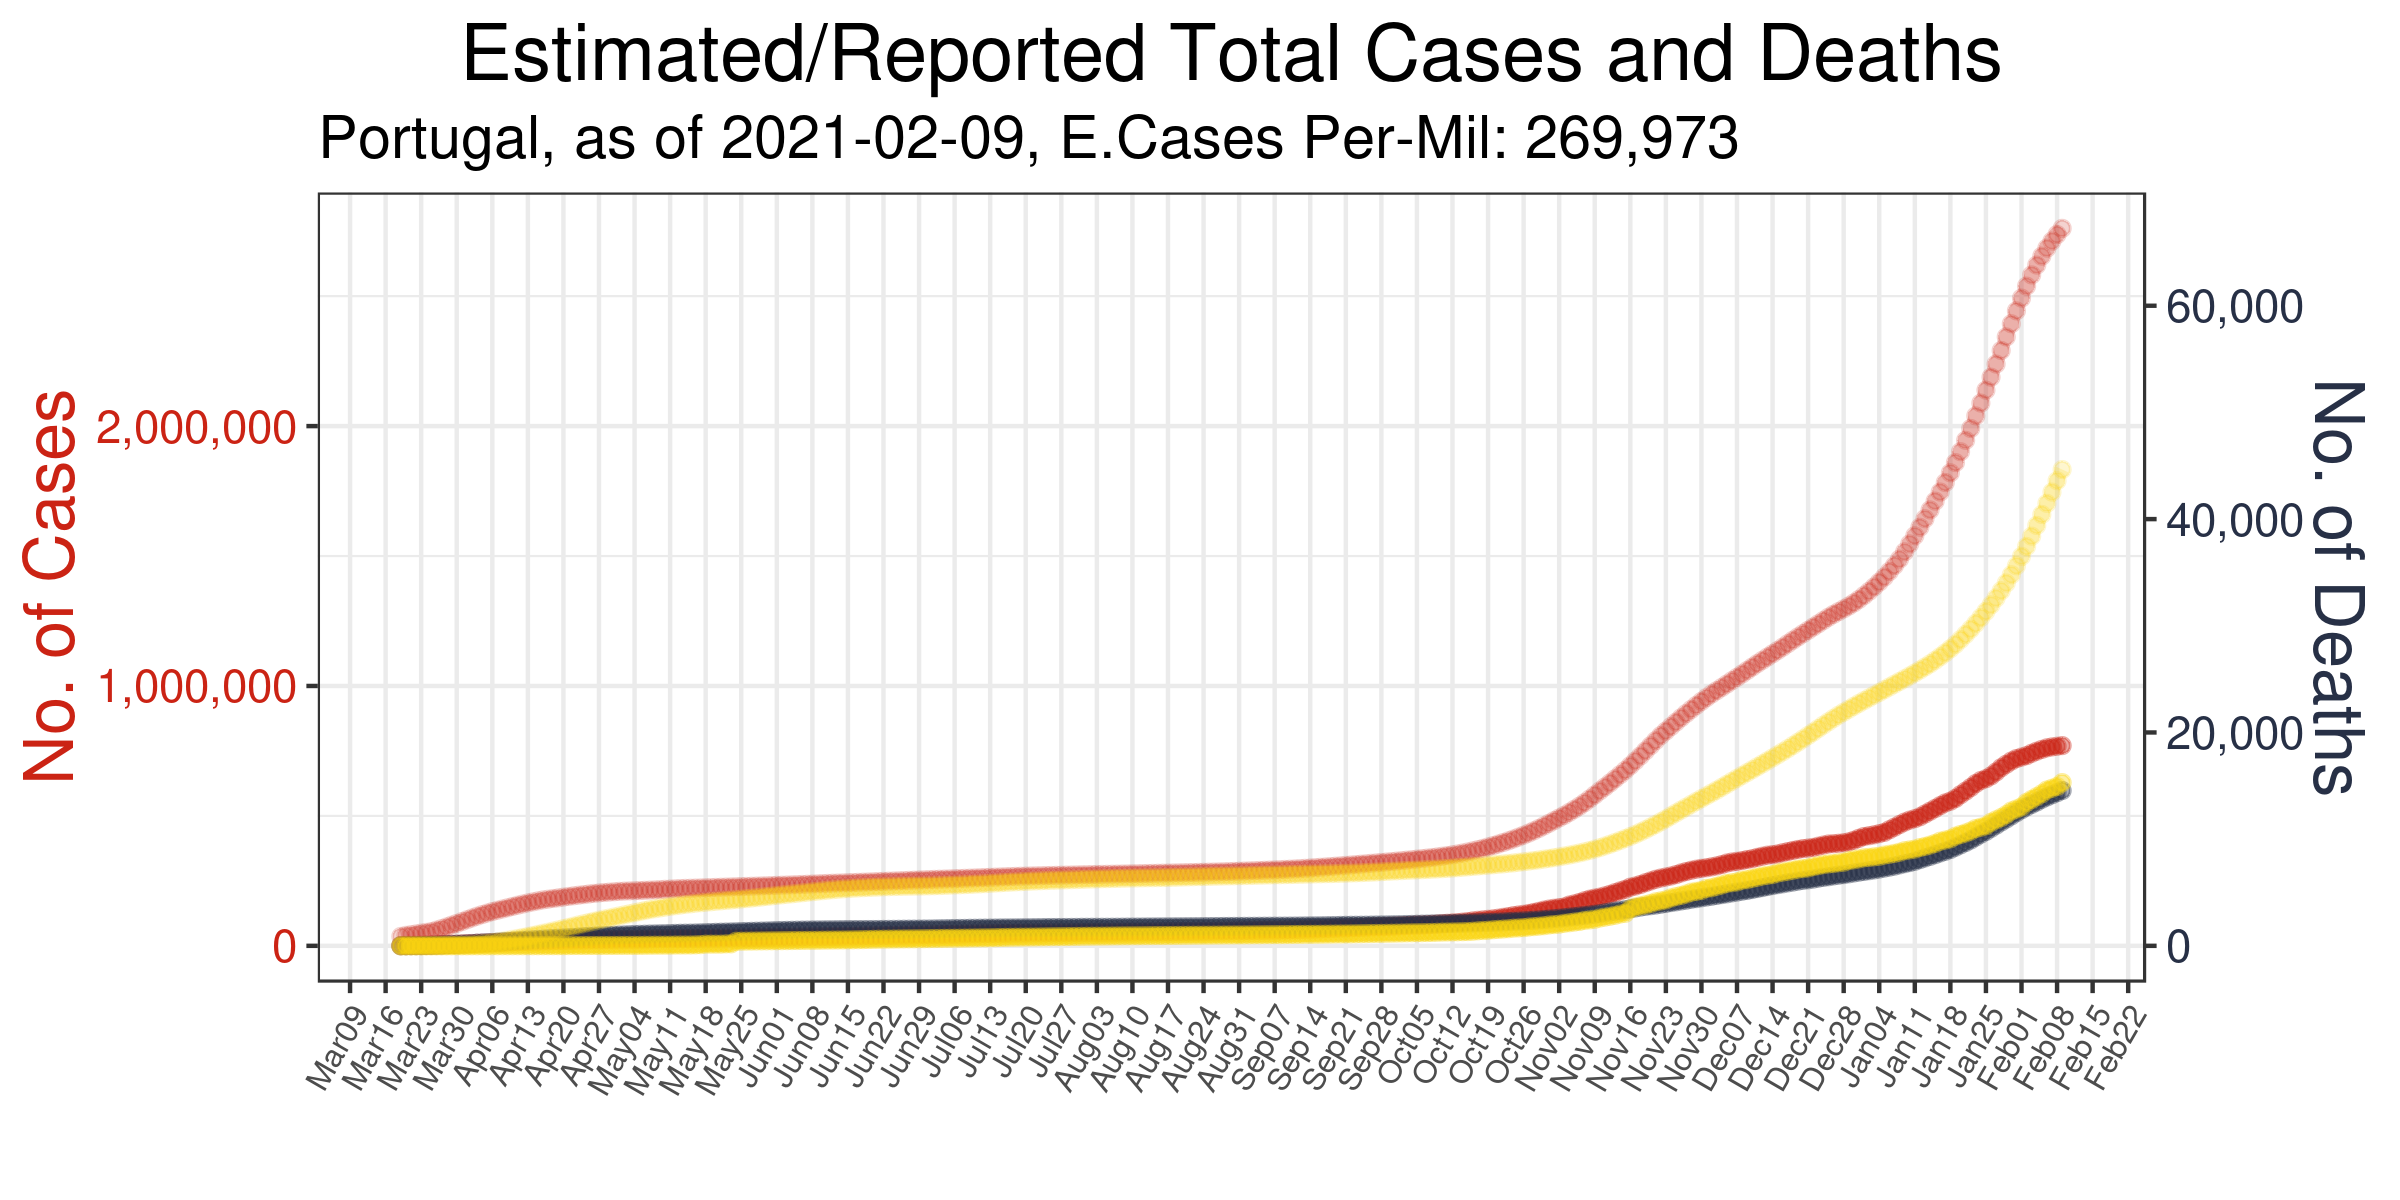 Estimated/Reported Total Cases and Deaths
Portugal, as of 2021-02-09, E.Cases Per-Mil: 269,973
No. of Cases
2,000,000
1,000,000
0
60,000
40,000
20,000
0
No. of Deaths
Mar09
Mar16
Mar23
Mar30
Apr06
Apr13
Apr20
Apr27
May04
May11
May18
May25
Jun01
Jun08
Jun15
Jun22
Jun29
Jul06
Jul13
Jul20
Jul27
Aug03
Aug10
Aug17
Aug24
Aug31
Sep07
Sep14
Sep21
Sep28
Oct05
Oct12
Oct19
Oct26
Nov02
Nov09
Nov16
Nov23
Nov30
Dec07
Dec14
Dec21
Dec28
Jan04
Jan11
Jan18
Jan25
Feb01
Feb08
Feb15
Feb22